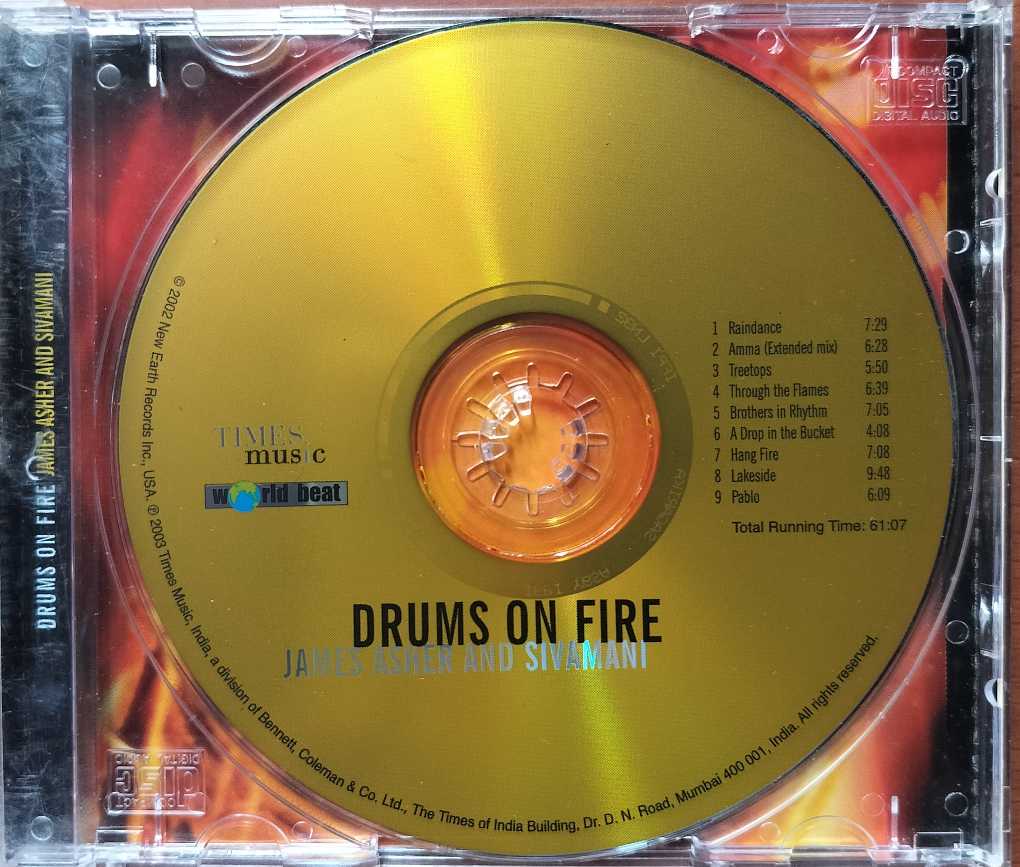 DRUMS ON FIRE JAMES ASHER AND SIVAMANI
COMPACT
DISC
DIGITAL AUDIO
© 2002 New Earth Records Inc., USA. ℗ 2003 Times Music, India, a division of Bennett, Coleman & Co. Ltd., The Times of India Building, Dr. D. N. Road, Mumbai 400 001, India. All rights reserved.
TIMES
music
world beat
1 Raindance 7:29
2 Amma (Extended mix) 6:28
3 Treetops 5:50
4 Through the Flames 6:39
5 Brothers in Rhythm 7:05
6 A Drop in the Bucket 4:08
7 Hang Fire 7:08
8 Lakeside 9:48
9 Pablo 6:09
Total Running Time: 61:07
DRUMS ON FIRE
JAMES ASHER AND SIVAMANI
COMPACT
DISC
DIGITAL AUDIO